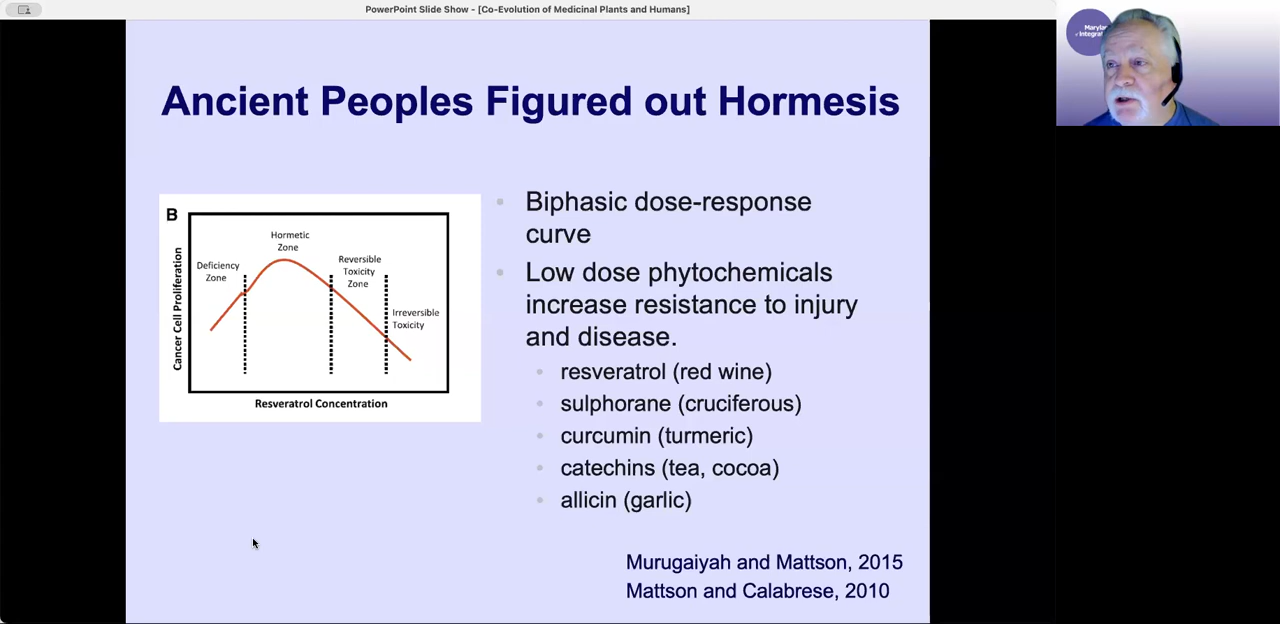 PowerPoint Slide Show - [Co-Evolution of Medicinal Plants and Humans]
Ancient Peoples Figured out Hormesis
B
Hormetic
Zone
Deficiency
Zone
Reversible
Toxicity
Zone
Irreversible
Toxicity
Cancer Cell Proliferation
Resveratrol Concentration
• Biphasic dose-response
curve
• Low dose phytochemicals
increase resistance to injury
and disease.
• resveratrol (red wine)
• sulphorane (cruciferous)
• curcumin (turmeric)
• catechins (tea, cocoa)
• allicin (garlic)
Murugaiyah and Mattson, 2015
Mattson and Calabrese, 2010